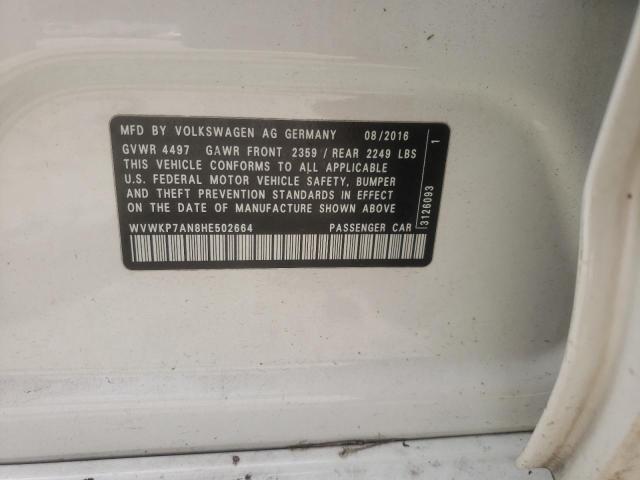 MFD BY VOLKSWAGEN AG GERMANY 08/2016
GVWR 4497 GAWR FRONT 2359 / REAR 2249 LBS
THIS VEHICLE CONFORMS TO ALL APPLICABLE
U.S. FEDERAL MOTOR VEHICLE SAFETY, BUMPER
AND THEFT PREVENTION STANDARDS IN EFFECT
ON THE DATE OF MANUFACTURE SHOWN ABOVE
WVWKP7AN8HE502664 PASSENGER CAR
3126093 1